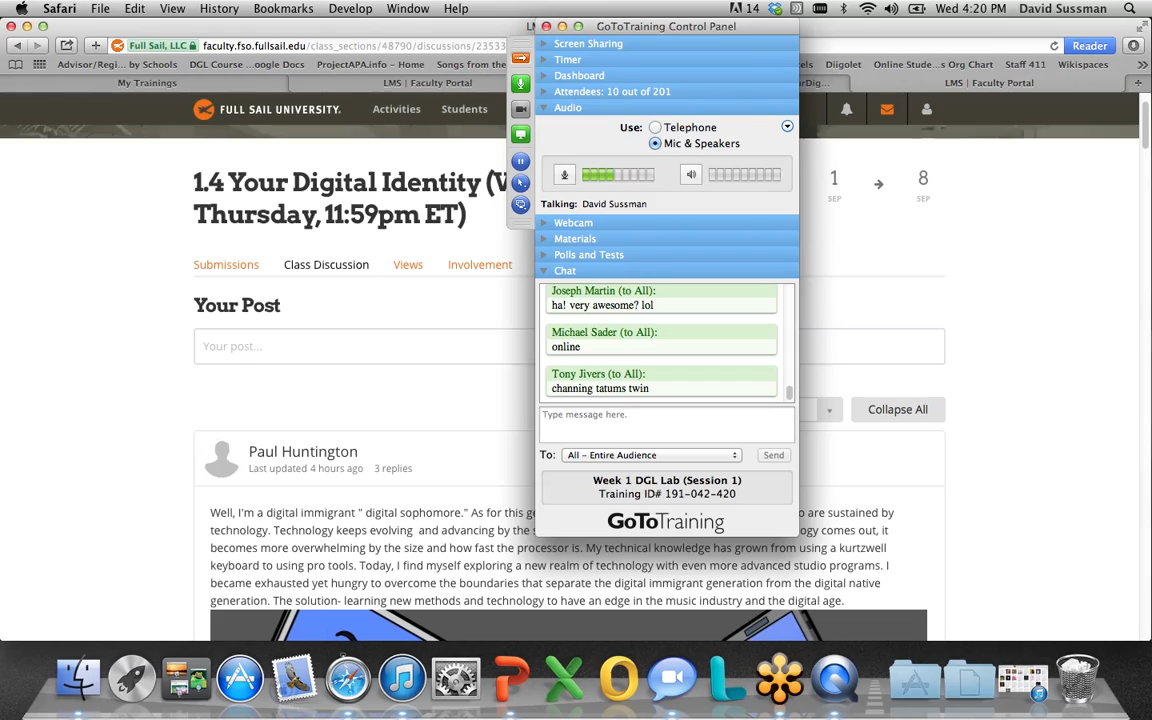 Safari File Edit View History Bookmarks Develop Window Help 14 Wed 4:20 PM David Sussman
GoToTraining Control Panel
Full Sail, LLC faculty.fso.fullsail.edu/class_sections/48790/discussions/23533 Reader
Advisor/Regi... by Schools DGL Course ...oogle Docs ProjectAPA.info - Home Songs from the Diigolet Online Stude...s Org Chart Staff 411 Wikispaces
My Trainings LMS | Faculty Portal LMS | Faculty Portal
FULL SAIL UNIVERSITY. Activities Students
1.4 Your Digital Identity
Thursday, 11:59pm ET)
1 8
SEP SEP
Submissions Class Discussion Views Involvement
Your Post
Your post...
Collapse All
Paul Huntington
Last updated 4 hours ago 3 replies
Well, I'm a digital immigrant " digital sophomore." As for this ge o are sustained by
technology. Technology keeps evolving and advancing by the s ogy comes out, it
becomes more overwhelming by the size and how fast the processor is. My technical knowledge has grown from using a kurtzwell
keyboard to using pro tools. Today, I find myself exploring a new realm of technology with even more advanced studio programs. I
became exhausted yet hungry to overcome the boundaries that separate the digital immigrant generation from the digital native
generation. The solution- learning new methods and technology to have an edge in the music industry and the digital age.
Screen Sharing
Timer
Dashboard
Attendees: 10 out of 201
Audio
Use: Telephone
Mic & Speakers
Talking: David Sussman
Webcam
Materials
Polls and Tests
Chat
Joseph Martin (to All):
ha! very awesome? lol
Michael Sader (to All):
online
Tony Jivers (to All):
channing tatums twin
Type message here.
To: All - Entire Audience Send
Week 1 DGL Lab (Session 1)
Training ID# 191-042-420
GoToTraining